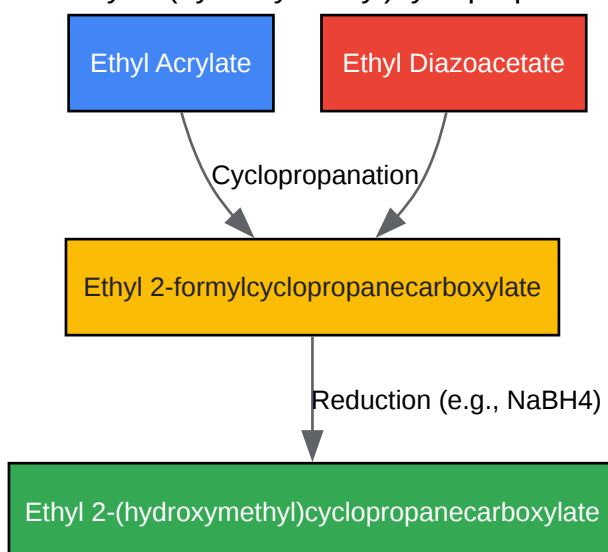 Ethyl Acrylate
Ethyl Diazoacetate
Cyclopropanation
Ethyl 2-formylcyclopropanecarboxylate
Reduction (e.g., NaBH4)
Ethyl 2-(hydroxymethyl)cyclopropanecarboxylate